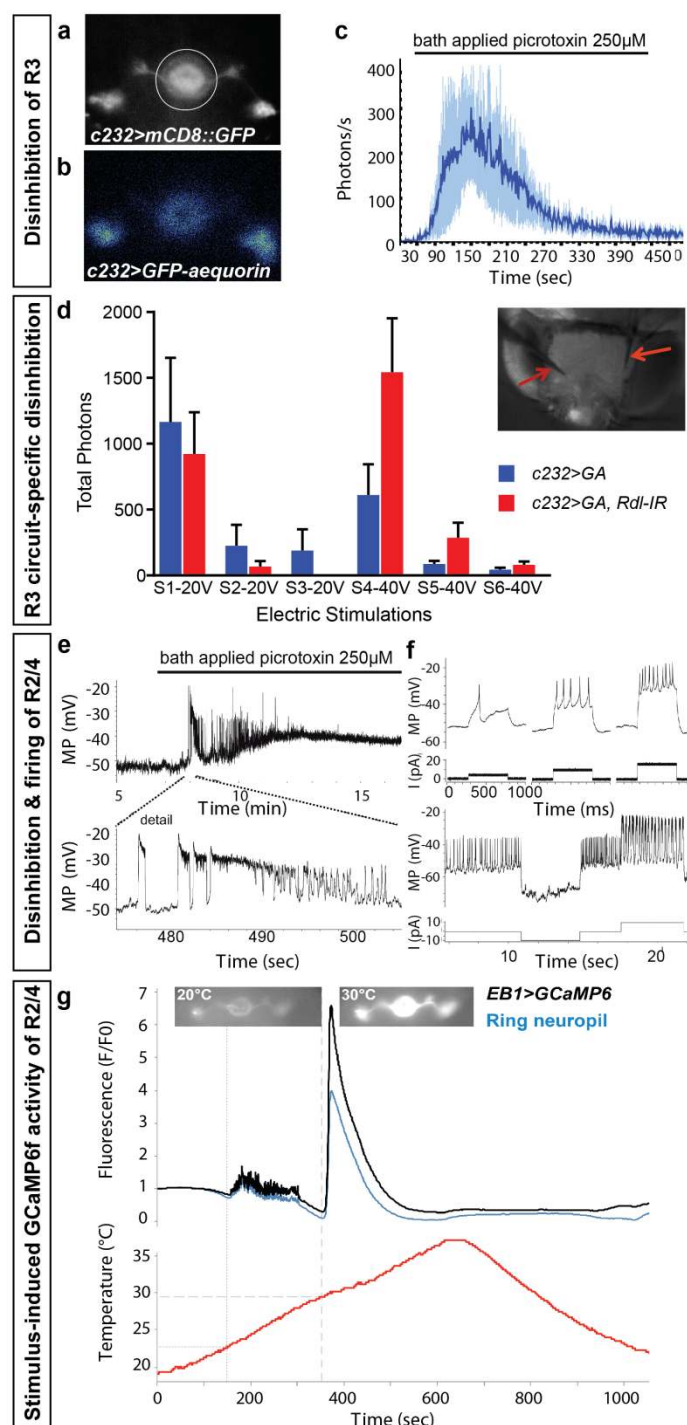 Disinhibition of R3
a
c232>mCD8::GFP
b
c232>GFP-aequorin
c
bath applied picrotoxin 250µM
Photons/s
400
300
200
100
0
30 90 150 210 270 330 390 450 0
Time (sec)
R3 circuit-specific disinhibition
d
Total Photons
2000
1500
1000
500
0
S1-20V S2-20V S3-20V S4-40V S5-40V S6-40V
Electric Stimulations
c232>GA
c232>GA, Rdl-IR
Disinhibition & firing of R2/4
e
bath applied picrotoxin 250µM
MP (mV)
-20
-30
-40
-50
5 10 15
Time (min)
detail
MP (mV)
-20
-30
-40
-50
480 490 500
Time (sec)
f
MP (mV)
-20
-40
-60
I (pA)
20
0
0 500 1000
Time (ms)
MP (mV)
-20
-40
-60
I (pA)
0
-10
10 20
Time (sec)
Stimulus-induced GCaMP6f activity of R2/4
g
20°C
30°C
EB1>GCaMP6
Ring neuropil
Fluorescence (F/F0)
7
6
5
4
3
2
1
0
Temperature (°C)
35
30
25
20
0 200 400 600 800 1000
Time (sec)